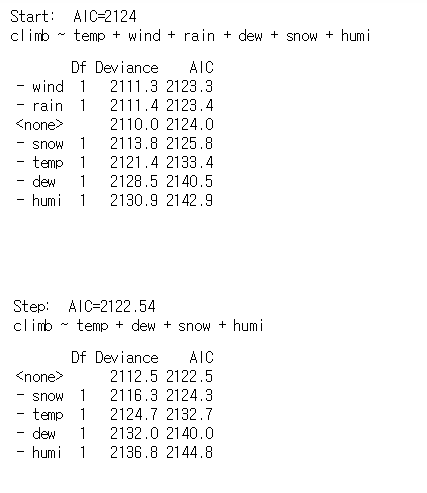 Start:  AIC=2124
climb ~ temp + wind + rain + dew + snow + humi
Df Deviance    AIC
- wind  1   2111.3 2123.3
- rain  1   2111.4 2123.4
<none>      2110.0 2124.0
- snow  1   2113.8 2125.8
- temp  1   2121.4 2133.4
- dew   1   2128.5 2140.5
- humi  1   2130.9 2142.9
Step:  AIC=2122.54
climb ~ temp + dew + snow + humi
Df Deviance    AIC
<none>      2112.5 2122.5
- snow  1   2116.3 2124.3
- temp  1   2124.7 2132.7
- dew   1   2132.0 2140.0
- humi  1   2136.8 2144.8